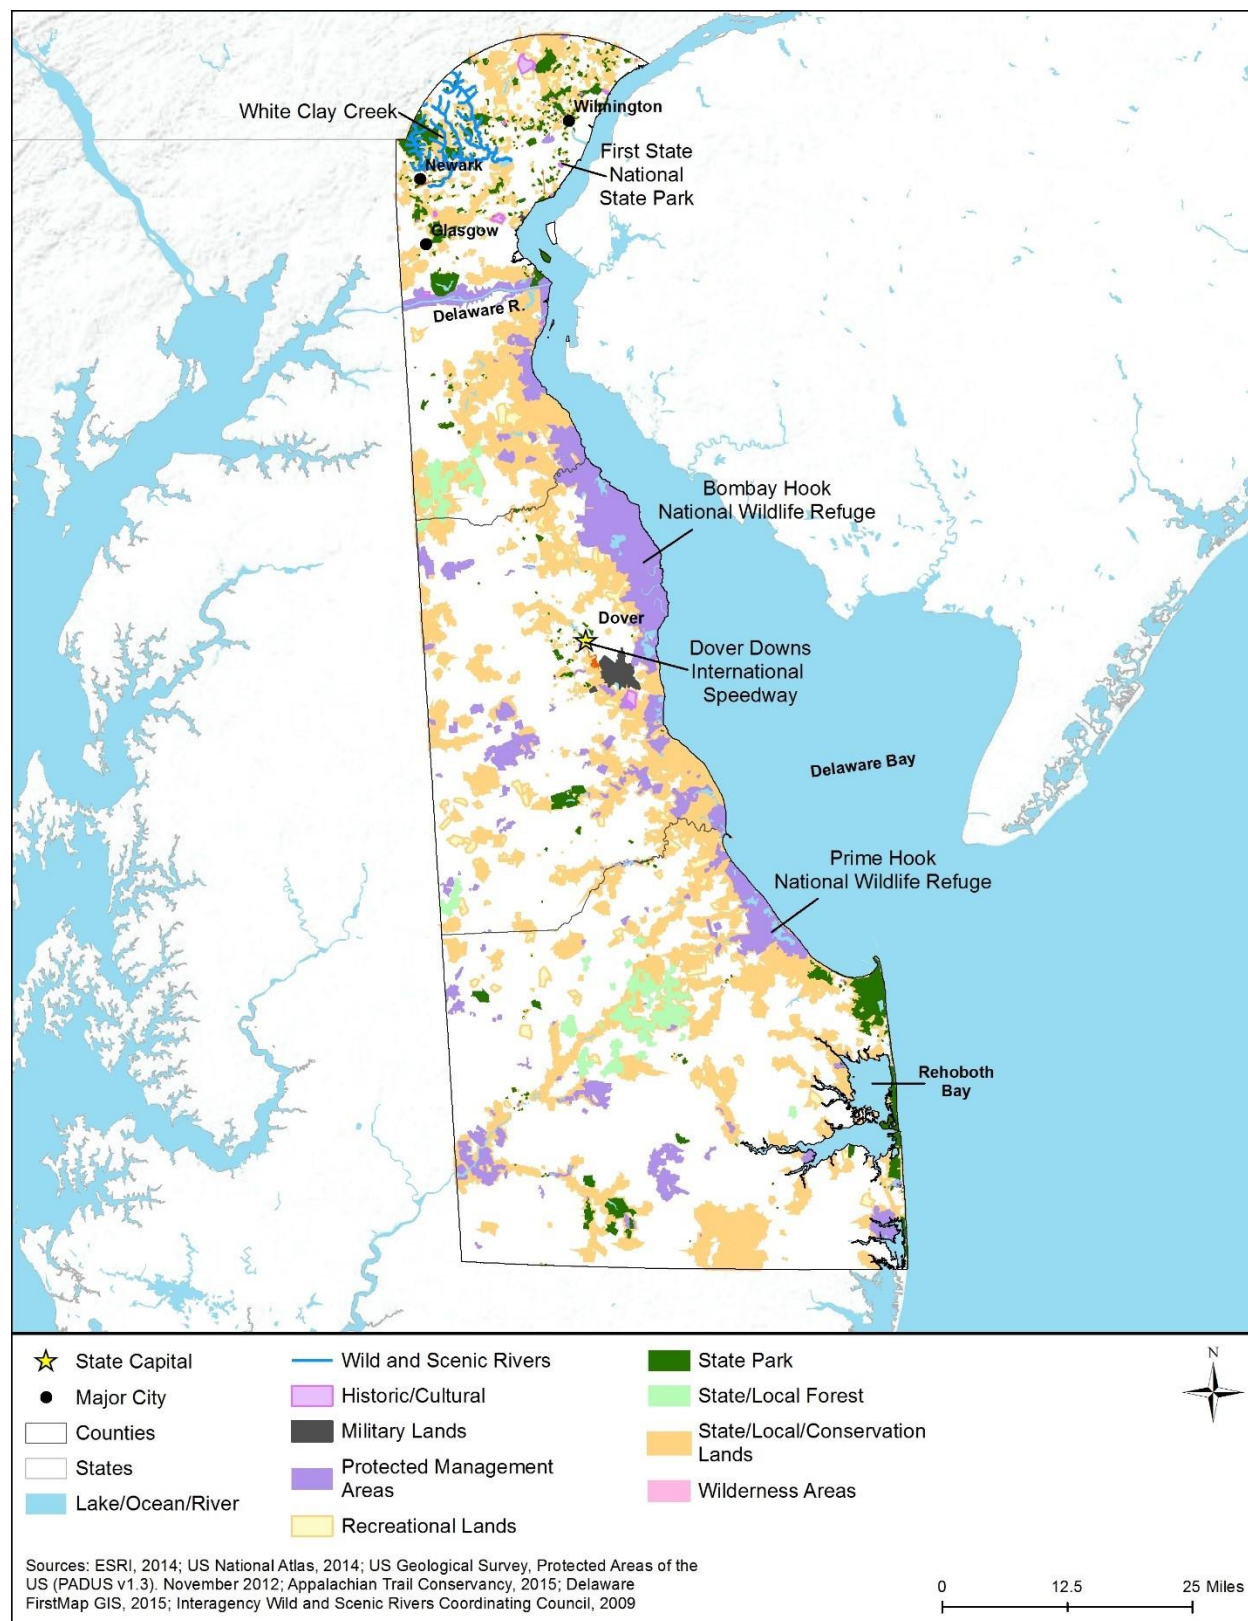 White Clay Creek
Wilmington
First State
National
State Park
Newark
Glasgow
Delaware R.
Bombay Hook
National Wildlife Refuge
Dover
Dover Downs
International
Speedway
Delaware Bay
Prime Hook
National Wildlife Refuge
Rehoboth
Bay
State Capital
Major City
Counties
States
Lake/Ocean/River
Wild and Scenic Rivers
Historic/Cultural
Military Lands
Protected Management
Areas
Recreational Lands
State Park
State/Local Forest
State/Local/Conservation
Lands
Wilderness Areas
N
Sources: ESRI, 2014; US National Atlas, 2014; US Geological Survey, Protected Areas of the
US (PADUS v1.3). November 2012; Appalachian Trail Conservancy, 2015; Delaware
FirstMap GIS, 2015; Interagency Wild and Scenic Rivers Coordinating Council, 2009
0 12.5 25 Miles